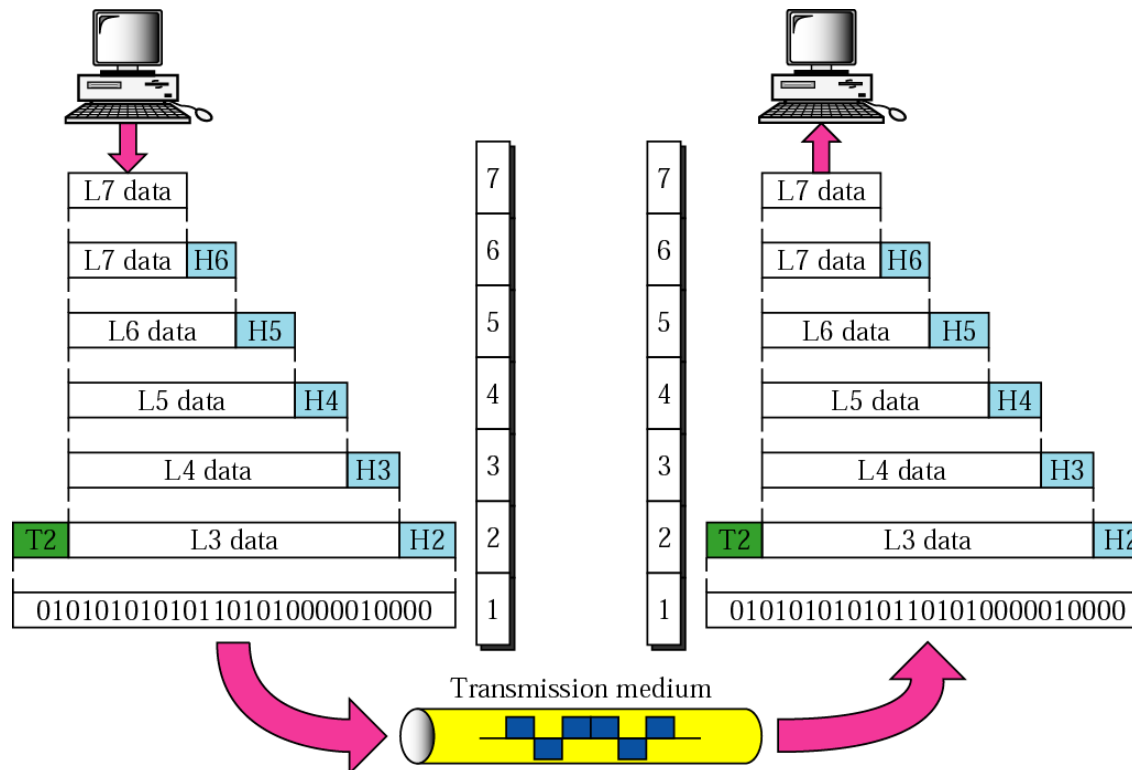 L7 data 7 7 L7 data
L7 data H6 6 6 L7 data H6
L6 data H5 5 5 L6 data H5
L5 data H4 4 4 L5 data H4
L4 data H3 3 3 L4 data H3
T2 L3 data H2 2 2 T2 L3 data H2
010101010101101010000010000 1 1 010101010101101010000010000
Transmission medium